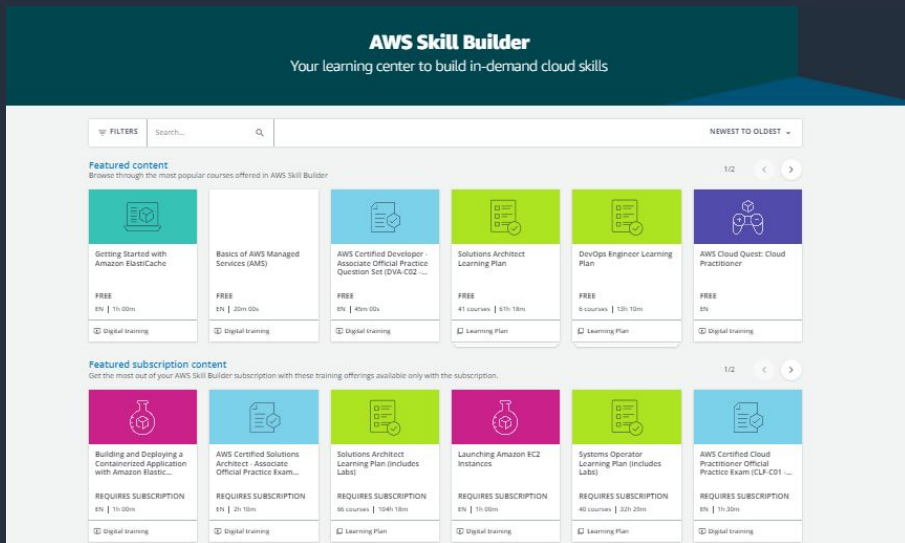 AWS Skill Builder
Your learning center to build in-demand cloud skills
FILTERS
Search...
NEWEST TO OLDEST
Featured content
1/2
Browse through the most popular courses offered in AWS Skill Builder
Getting Started with
Amazon ElastiCache
FREE
EN | 1h 00m
Digital training
Basics of AWS Managed
Services (AMS)
FREE
EN | 20m 00s
Digital training
AWS Certified Developer -
Associate Official Practice
Question Set (DVA-C02 -...
FREE
EN | 45m 00s
Digital training
Solutions Architect
Learning Plan
FREE
41 courses | 61h 18m
Learning Plan
DevOps Engineer Learning
Plan
FREE
6 courses | 13h 10m
Learning Plan
AWS Cloud Quest: Cloud
Practitioner
FREE
EN
Digital training
Featured subscription content
1/2
Get the most out of your AWS Skill Builder subscription with these training offerings available only with the subscription.
Building and Deploying a
Containerized Application
with Amazon Elastic...
REQUIRES SUBSCRIPTION
EN | 1h 00m
Digital training
AWS Certified Solutions
Architect - Associate
Official Practice Exam...
REQUIRES SUBSCRIPTION
EN | 2h 10m
Digital training
Solutions Architect
Learning Plan (includes
Labs)
REQUIRES SUBSCRIPTION
66 courses | 104h 18m
Learning Plan
Launching Amazon EC2
Instances
REQUIRES SUBSCRIPTION
EN | 1h 00m
Digital training
Systems Operator
Learning Plan (includes
Labs)
REQUIRES SUBSCRIPTION
40 courses | 32h 29m
Learning Plan
AWS Certified Cloud
Practitioner Official
Practice Exam (CLF-C01 -...
REQUIRES SUBSCRIPTION
EN | 1h 30m
Digital training